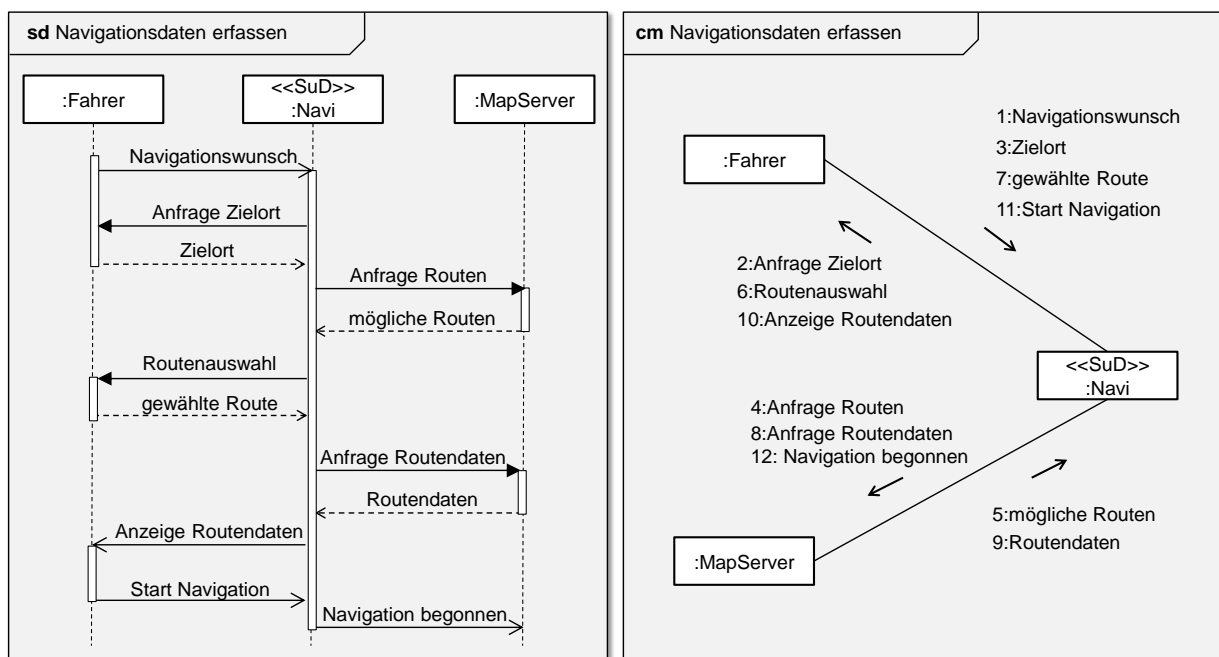 sd Navigationsdaten erfassen
:Fahrer
<<SuD>>
:Navi
:MapServer
Navigationswunsch
Anfrage Zielort
Zielort
Anfrage Routen
mögliche Routen
Routenauswahl
gewählte Route
Anfrage Routendaten
Routendaten
Anzeige Routendaten
Start Navigation
Navigation begonnen
cm Navigationsdaten erfassen
1:Navigationswunsch
3:Zielort
7:gewählte Route
11:Start Navigation
:Fahrer
2:Anfrage Zielort
6:Routenauswahl
10:Anzeige Routendaten
<<SuD>>
:Navi
4:Anfrage Routen
8:Anfrage Routendaten
12: Navigation begonnen
5:mögliche Routen
9:Routendaten
:MapServer